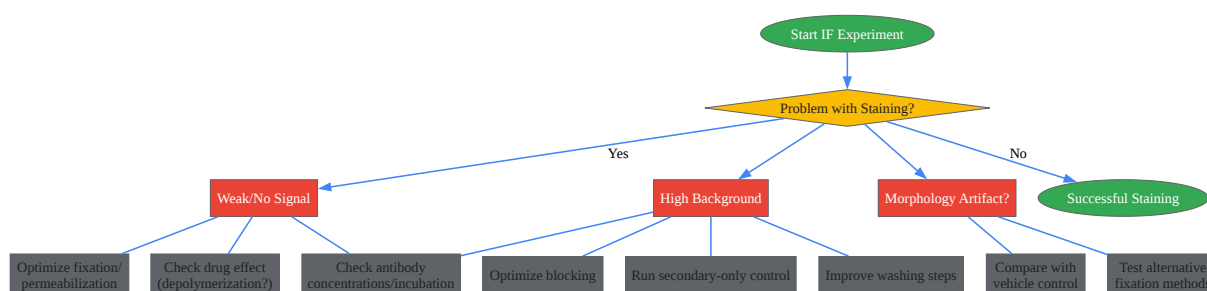 Start IF Experiment
Problem with Staining?
Yes
No
Weak/No Signal
High Background
Morphology Artifact?
Successful Staining
Optimize fixation/
permeabilization
Check drug effect
(depolymerization?)
Check antibody
concentrations/incubation
Optimize blocking
Run secondary-only control
Improve washing steps
Compare with
vehicle control
Test alternative
fixation methods